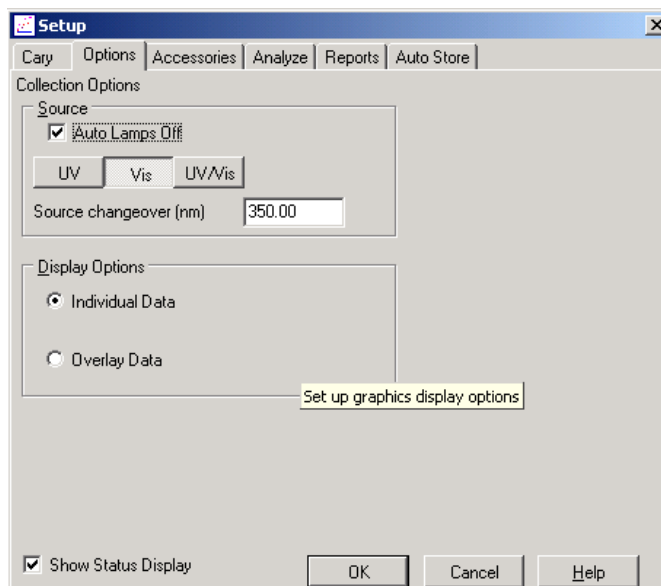 Setup
Cary Options Accessories Analyze Reports Auto Store
Collection Options
Source
Auto Lamps Off
UV Vis UV/Vis
Source changeover (nm) 350.00
Display Options
Individual Data
Overlay Data
Set up graphics display options
Show Status Display OK Cancel Help